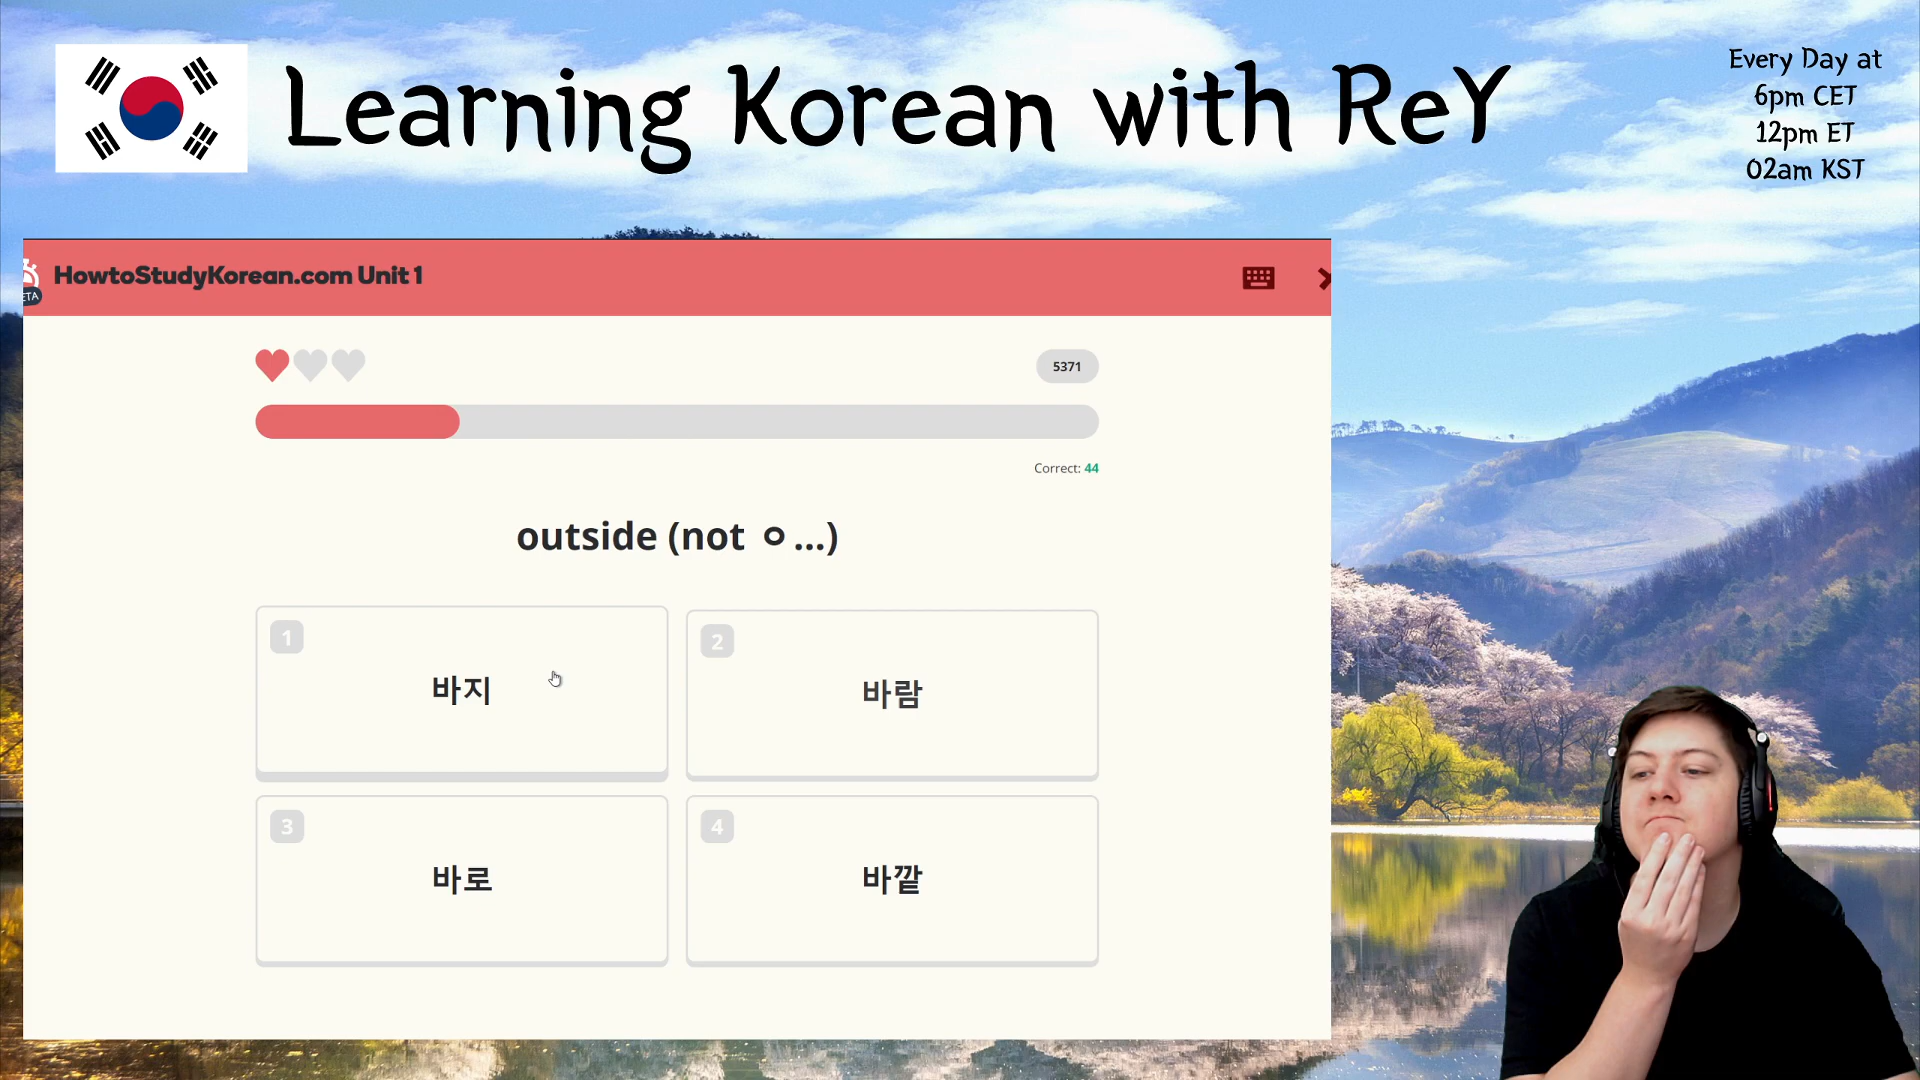 Learning Korean with ReY
Every Day at
6pm CET
12pm ET
02am KST
ETA
HowtoStudyKorean.com Unit 1
5371
Correct: 44
outside (not ㅇ...)
1
바지
2
바람
3
바로
4
바깥